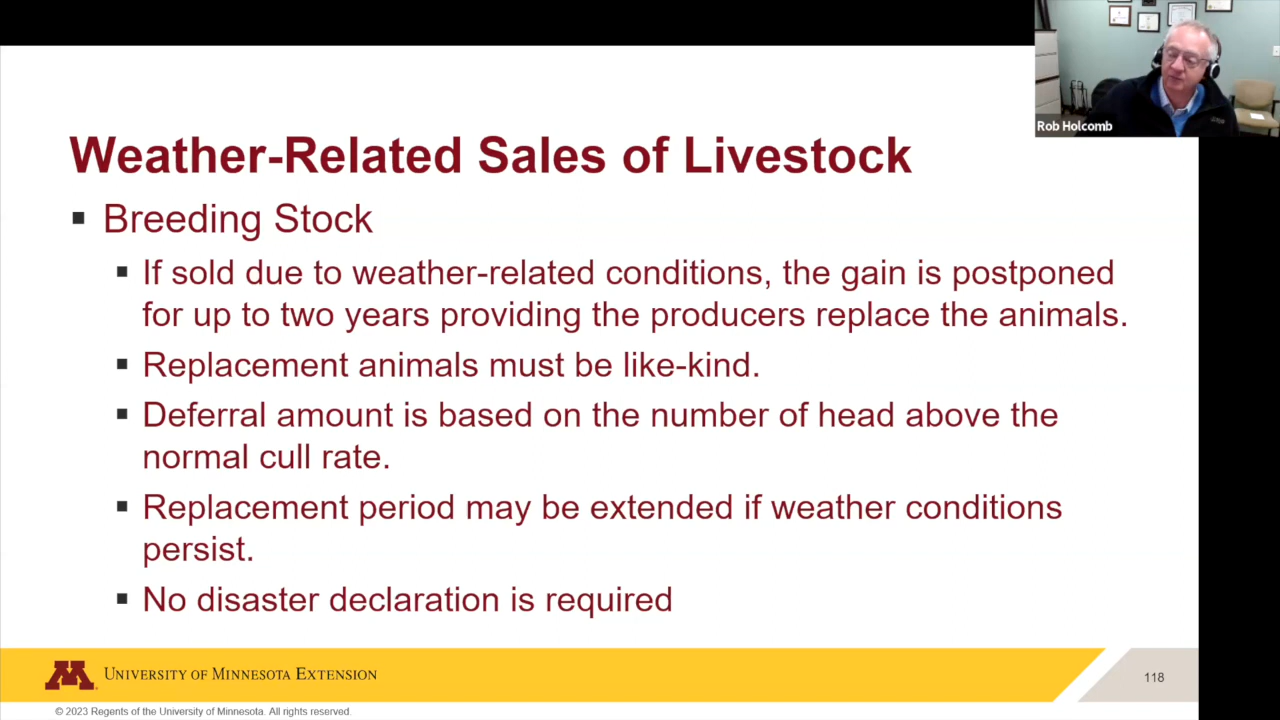 Rob Holcomb
Weather-Related Sales of Livestock
▪ Breeding Stock
▪ If sold due to weather-related conditions, the gain is postponed
for up to two years providing the producers replace the animals.
▪ Replacement animals must be like-kind.
▪ Deferral amount is based on the number of head above the
normal cull rate.
▪ Replacement period may be extended if weather conditions
persist.
▪ No disaster declaration is required
M UNIVERSITY OF MINNESOTA EXTENSION
118
© 2023 Regents of the University of Minnesota. All rights reserved.